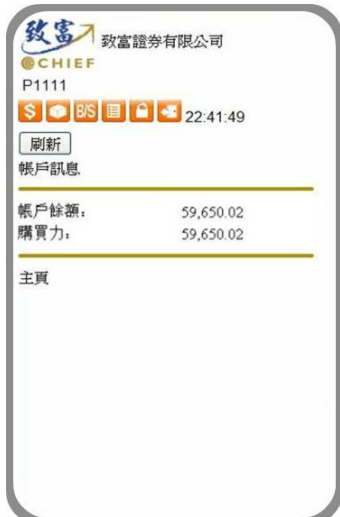 致富 致富證券有限公司
CHIEF
P1111
$ B/S 22:41:49
刷新
帳戶訊息
帳戶餘額: 59,650.02
購買力: 59,650.02
主頁